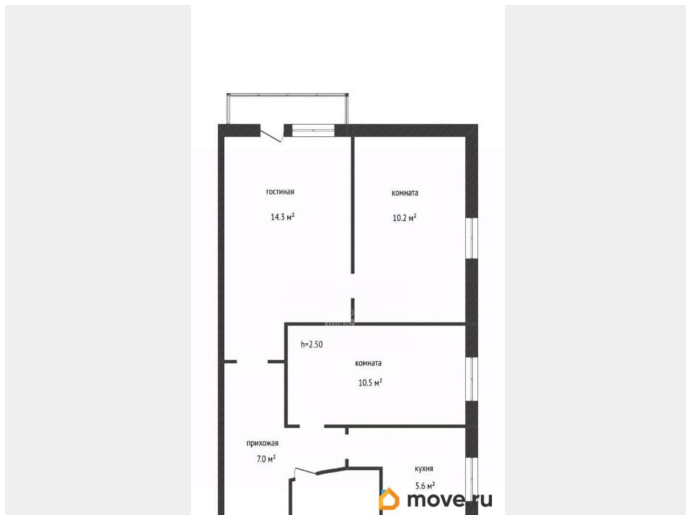 гостиная
14.3 м²
комната
10.2 м²
h=2.50
комната
10.5 м²
прихожая
7.0 м²
кухня
5.6 м²
move.ru